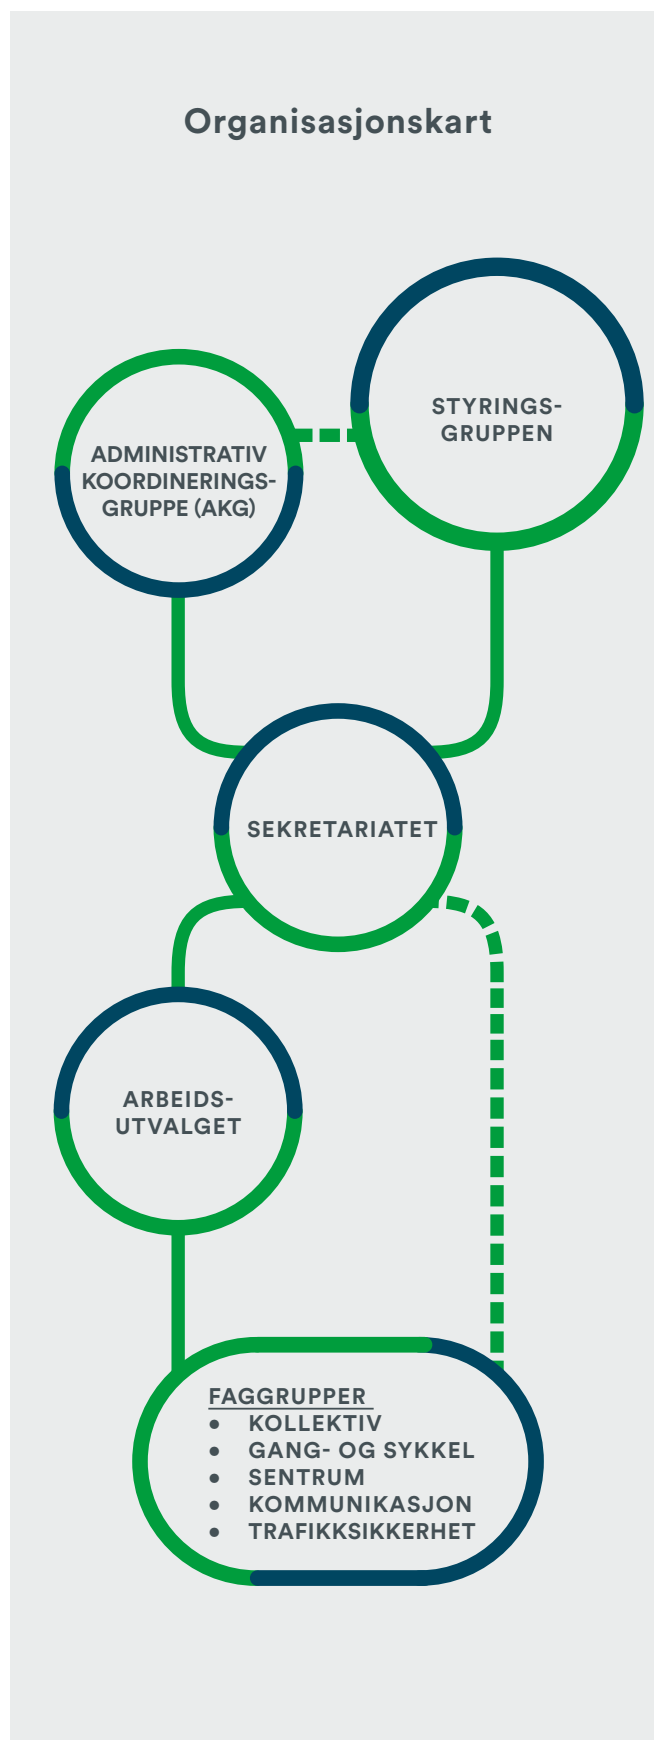 Organisasjonskart
STYRINGS-
GRUPPEN
ADMINISTRATIV
KOORDINERINGS-
GRUPPE (AKG)
SEKRETARIATET
ARBEIDS-
UTVALGET
FAGGRUPPER
• KOLLEKTIV
• GANG- OG SYKKEL
• SENTRUM
• KOMMUNIKASJON
• TRAFIKKSIKKERHET